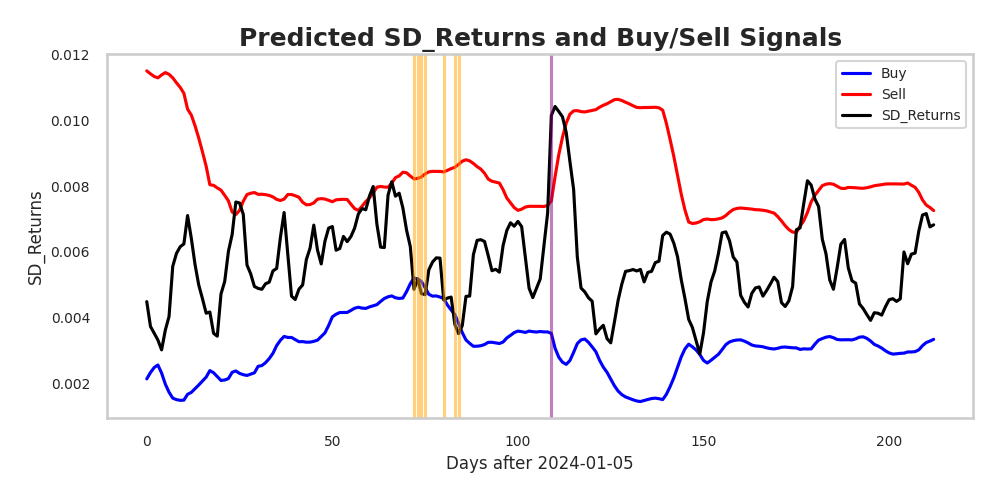 Predicted SD_Returns and Buy/Sell Signals
0.012
0.010
0.008
0.006
0.004
0.002
SD_Returns
Buy
Sell
SD_Returns
0
50
100
150
200
Days after 2024-01-05